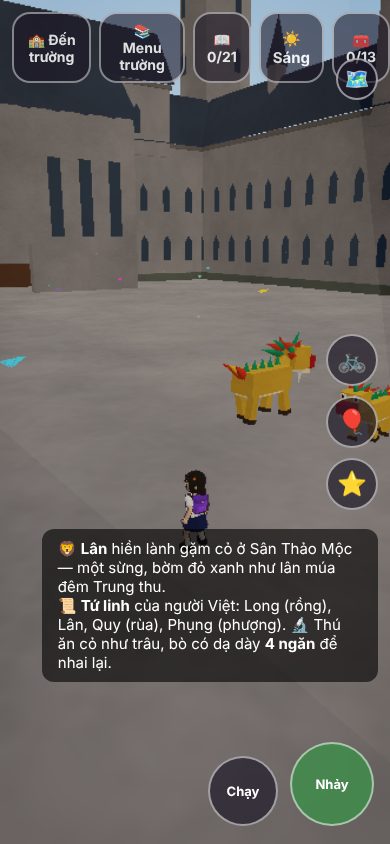 🏫 Đến
trường
📚
Menu
trường
📖
0/21
☀️
Sáng
🧰
0/13
🦁 Lân hiền lành gặm cỏ ở Sân Thảo Mộc
— một sừng, bờm đỏ xanh như lân múa
đêm Trung thu.
📜 Tứ linh của người Việt: Long (rồng),
Lân, Quy (rùa), Phụng (phượng). 🔬 Thú
ăn cỏ như trâu, bò có dạ dày 4 ngăn để
nhai lại.
Chạy
Nhảy